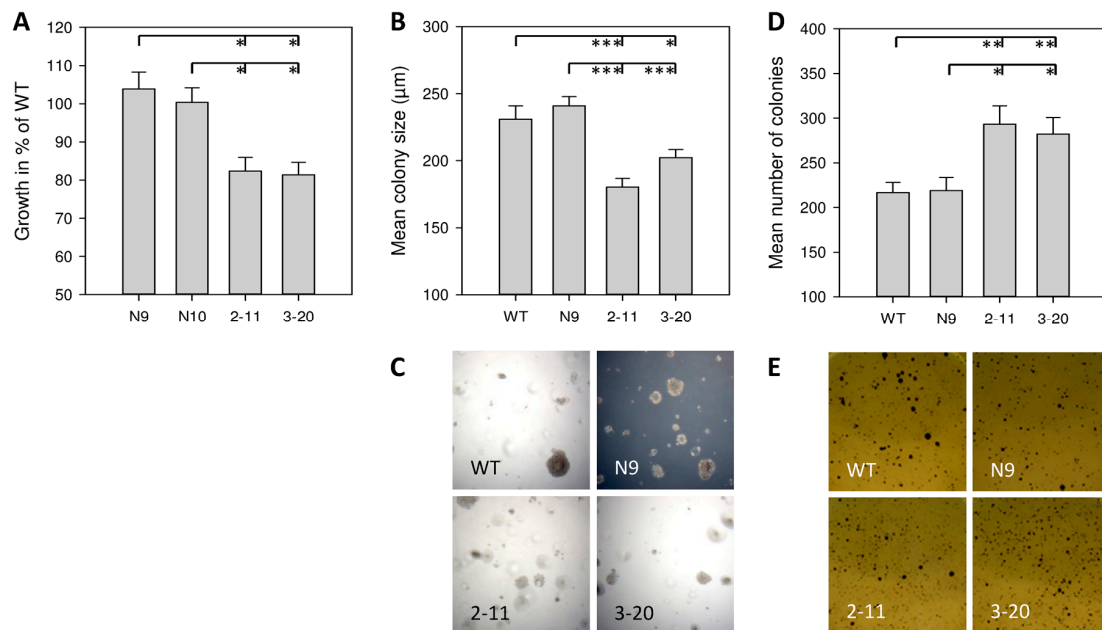 A
120
110
100
90
80
70
60
50
Growth in % of WT
* *
* *
N9 N10 2-11 3-20
B
300
250
200
150
100
Mean colony size (µm)
*** *
*** ***
WT N9 2-11 3-20
D
400
350
300
250
200
150
100
Mean number of colonies
** **
* *
WT N9 2-11 3-20
C
WT N9
2-11 3-20
E
WT N9
2-11 3-20